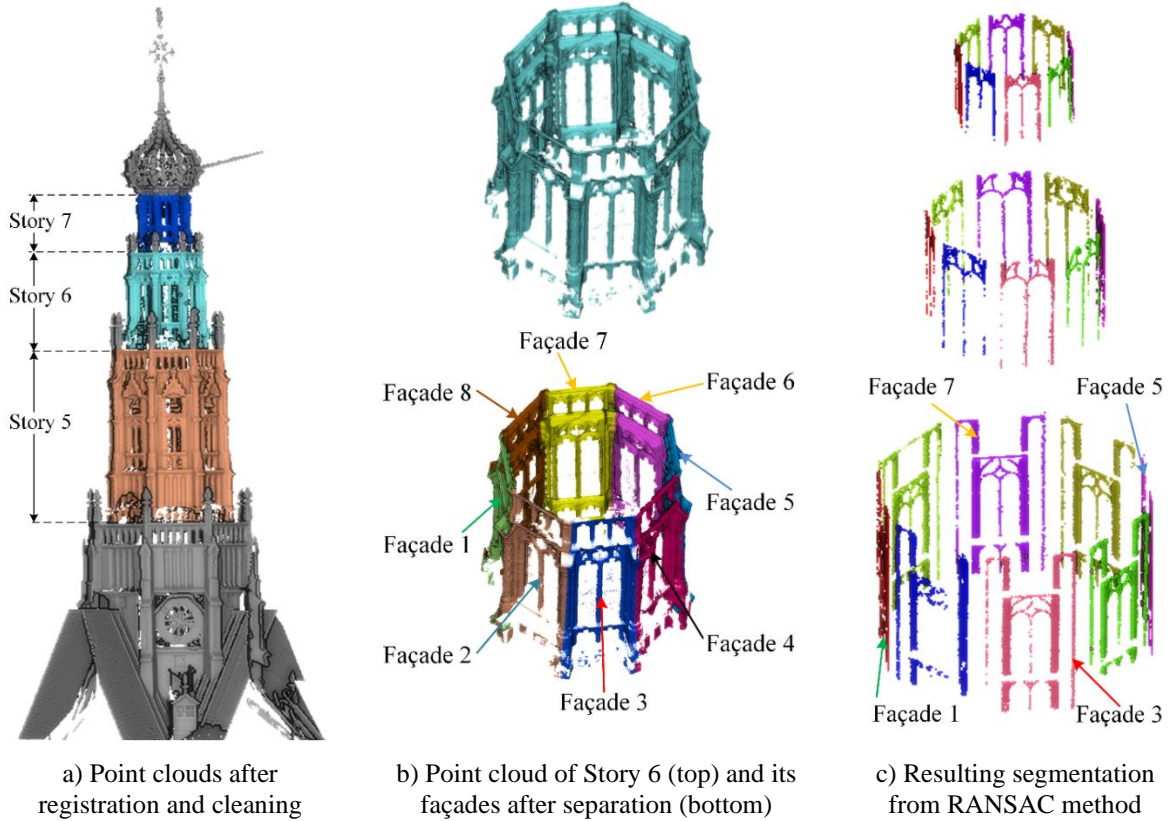 Story 7
Story 6
Story 5
Façade 7
Façade 8
Façade 6
Façade 5
Façade 1
Façade 2
Façade 4
Façade 3
Façade 7
Façade 5
Façade 1
Façade 3
a) Point clouds after
registration and cleaning
b) Point cloud of Story 6 (top) and its
façades after separation (bottom)
c) Resulting segmentation
from RANSAC method